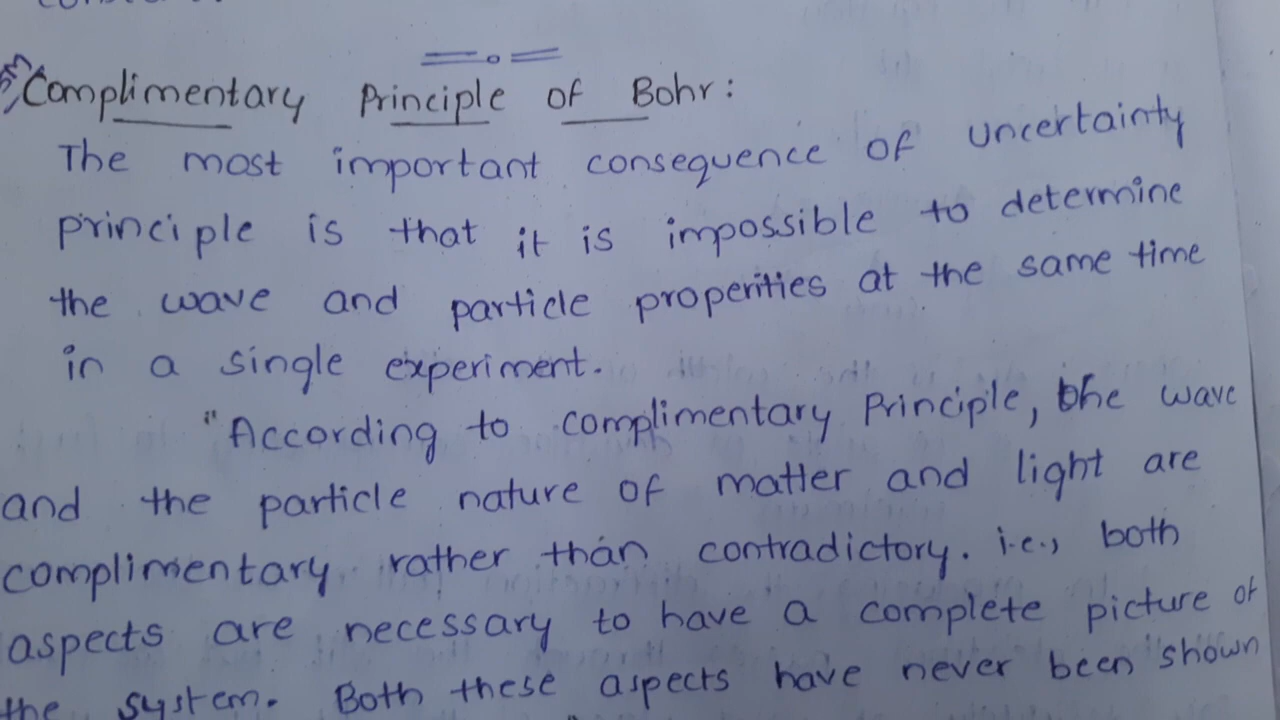 Complimentary Principle of Bohr:
The most important consequence of uncertainty
principle is that it is impossible to determine
the wave and particle properities at the same time
in a single experiment.
"According to complimentary Principle, the wave
and the particle nature of matter and light are
complimentary rather than contradictory. i.e., both
aspects are necessary to have a complete picture of
the system. Both these aspects have never been shown